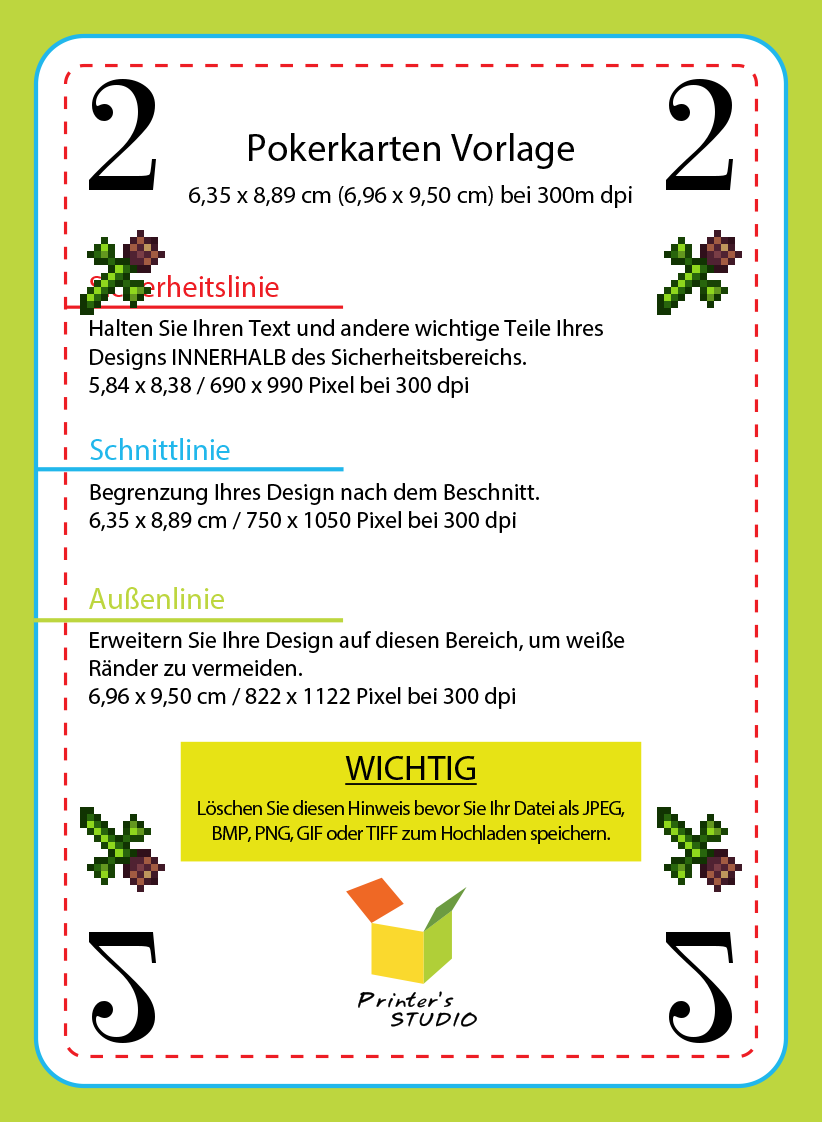 2 2
Pokerkarten Vorlage
6,35 x 8,89 cm (6,96 x 9,50 cm) bei 300m dpi
Sicherheitslinie
Halten Sie Ihren Text und andere wichtige Teile Ihres
Designs INNERHALB des Sicherheitsbereichs.
5,84 x 8,38 / 690 x 990 Pixel bei 300 dpi
Schnittlinie
Begrenzung Ihres Design nach dem Beschnitt.
6,35 x 8,89 cm / 750 x 1050 Pixel bei 300 dpi
Außenlinie
Erweitern Sie Ihre Design auf diesen Bereich, um weiße
Ränder zu vermeiden.
6,96 x 9,50 cm / 822 x 1122 Pixel bei 300 dpi
WICHTIG
Löschen Sie diesen Hinweis bevor Sie Ihr Datei als JPEG,
BMP, PNG, GIF oder TIFF zum Hochladen speichern.
Printer's
STUDIO
2 2